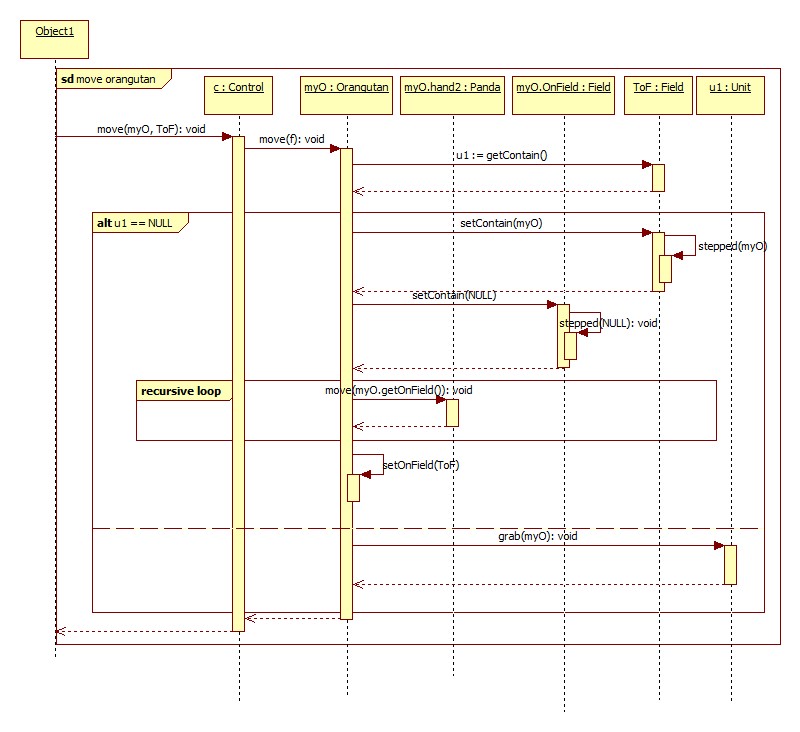 Object1
sd move orangutan
c : Control
myO : Orangutan
myO.hand2 : Panda
myO.OnField : Field
ToF : Field
u1 : Unit
move(myO, ToF): void
move(f): void
u1 := getContain()
alt u1 == NULL
setContain(myO)
stepped(myO)
setContain(NULL)
stepped(NULL): void
recursive loop
move(myO.getOnField()): void
setOnField(ToF)
grab(myO): void